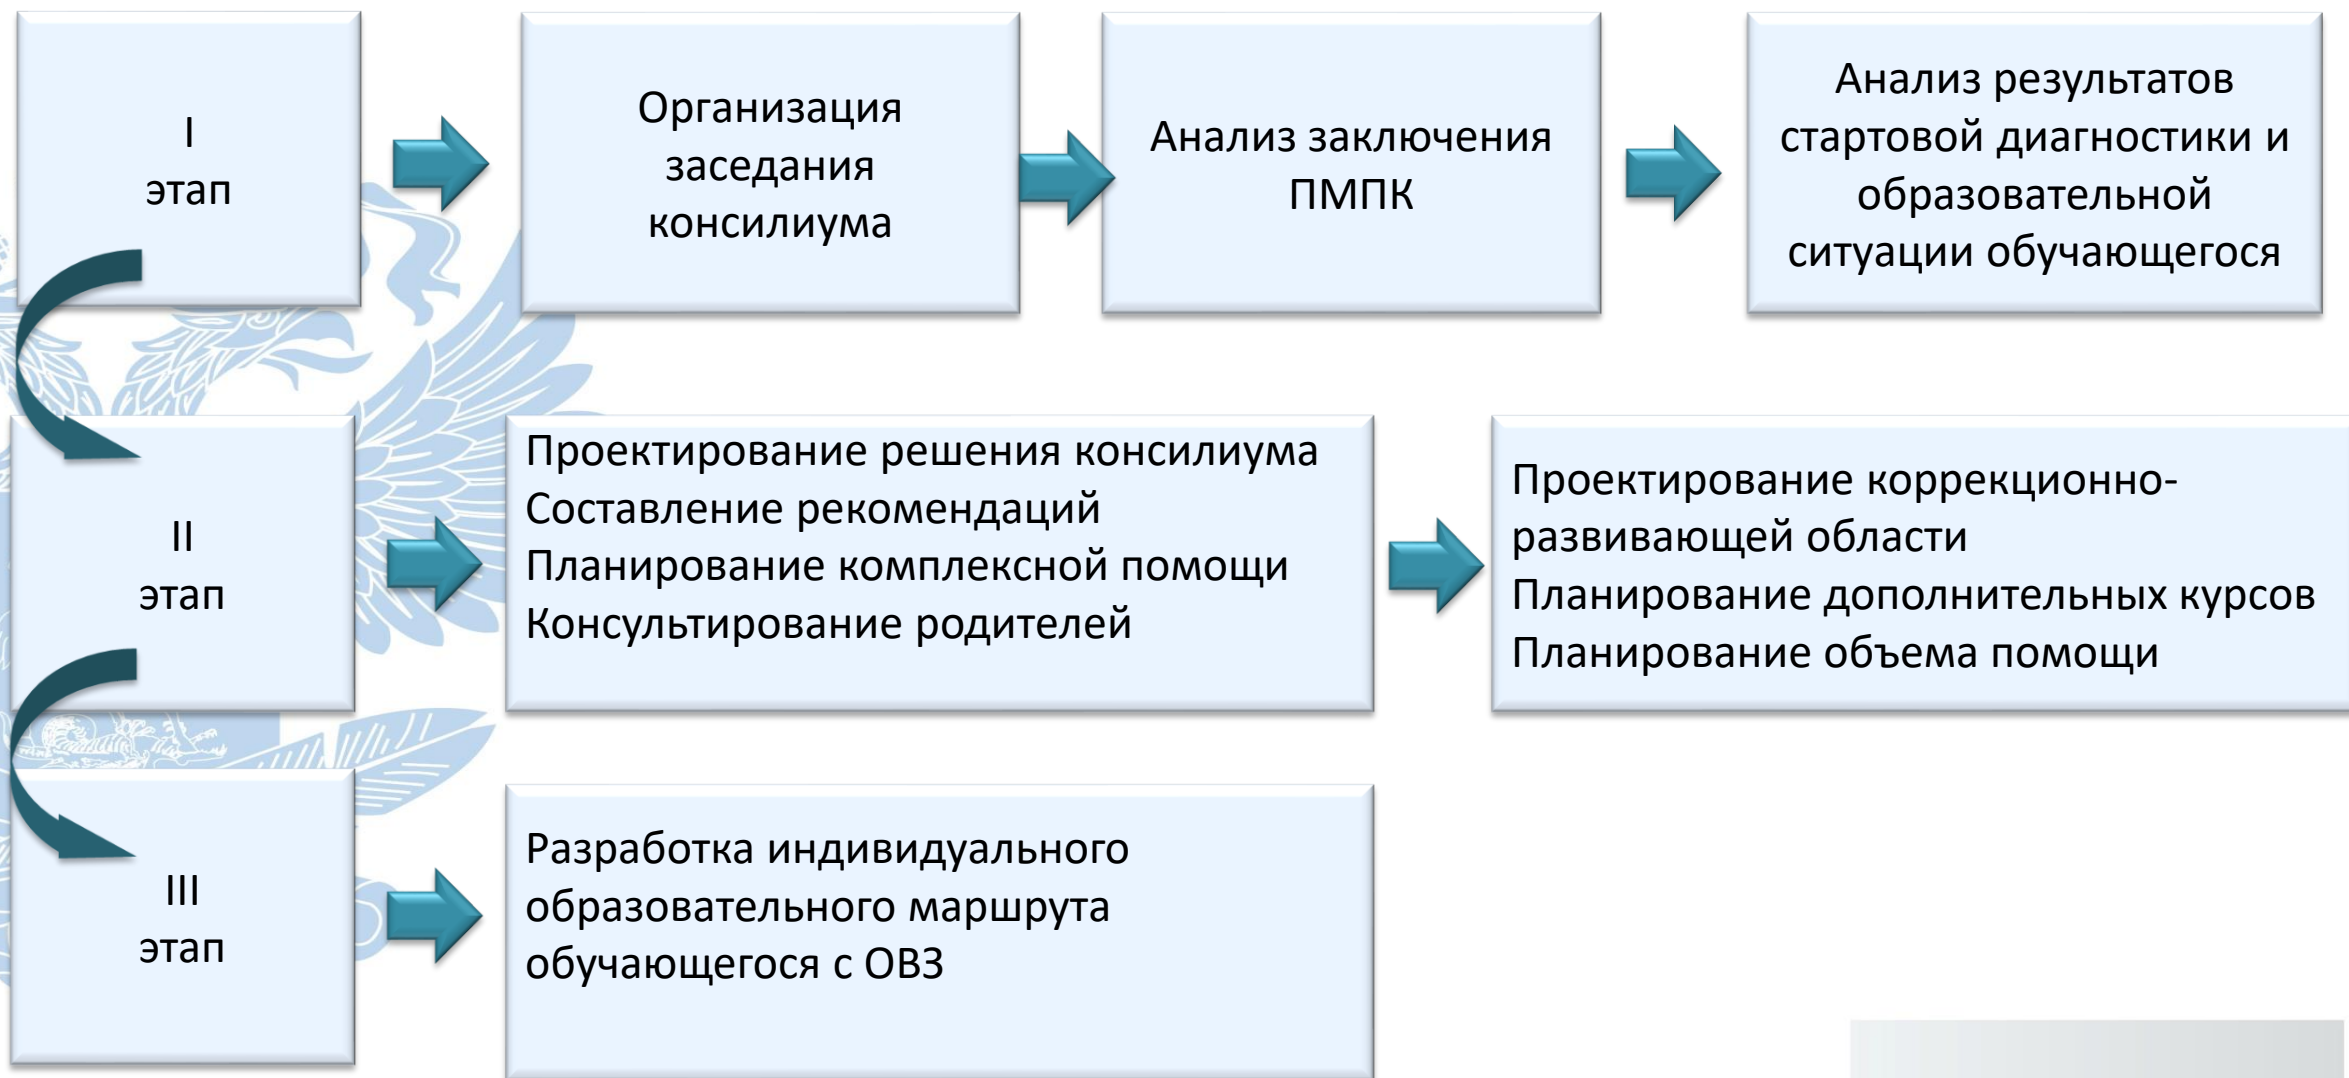 I
этап
Организация
заседания
консилиума
Анализ заключения
ПМПК
Анализ результатов
стартовой диагностики и
образовательной
ситуации обучающегося
II
этап
Проектирование решения консилиума
Составление рекомендаций
Планирование комплексной помощи
Консультирование родителей
Проектирование коррекционно-
развивающей области
Планирование дополнительных курсов
Планирование объема помощи
III
этап
Разработка индивидуального
образовательного маршрута
обучающегося с ОВЗ